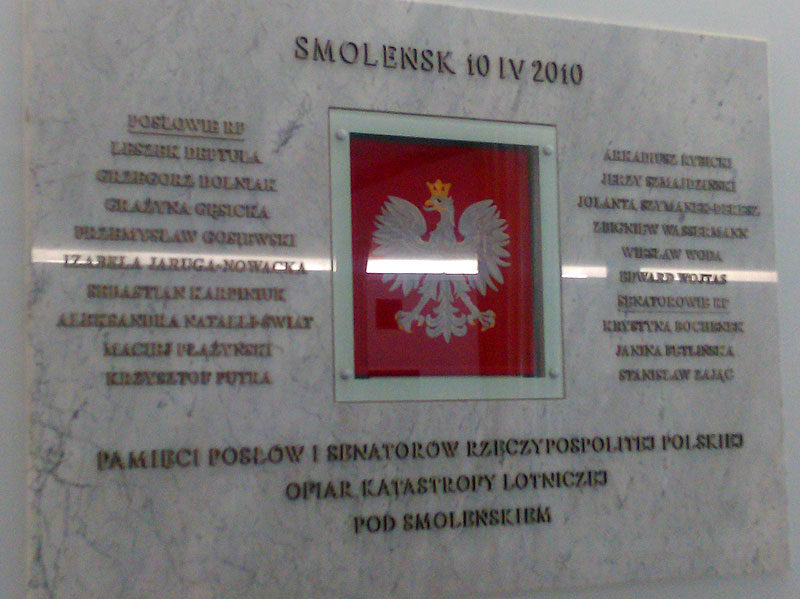 SMOLEŃSK 10 IV 2010
POSŁOWIE RP
LESZEK DEPTUŁA
GRZEGORZ DOLNIAK
GRAŻYNA GĘSICKA
PRZEMYSŁAW GOSIEWSKI
IZABELA JARUGA-NOWACKA
SEBASTIAN KARPINIUK
ALEKSANDRA NATALLI-ŚWIAT
MACIEJ PŁAŻYŃSKI
KRZYSZTOF PUTRA
ARKADIUSZ RYBICKI
JERZY SZMAJDZIŃSKI
JOLANTA SZYMANEK-DERESZ
ZBIGNIEW WASSERMANN
WIESŁAW WODA
EDWARD WOJTAS
SENATOROWIE RP
KRYSTYNA BOCHENEK
JANINA FETLIŃSKA
STANISŁAW ZAJĄC
PAMIĘCI POSŁÓW I SENATORÓW RZECZYPOSPOLITEJ POLSKIEJ
OFIAR KATASTROFY LOTNICZEJ
POD SMOLEŃSKIEM